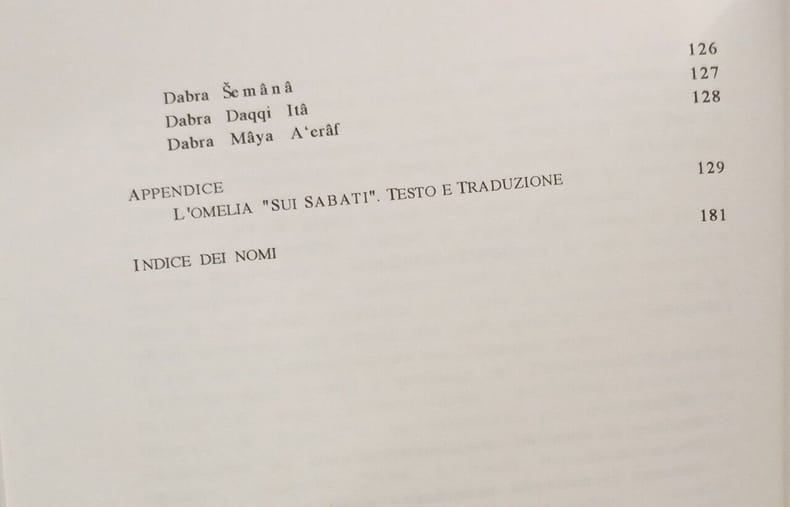 Dabra Šemânâ 126
Dabra Daqqi Itâ 127
Dabra Mâya A‘erâf 128
APPENDICE
L'OMELIA "SUI SABATI". TESTO E TRADUZIONE 129
INDICE DEI NOMI 181